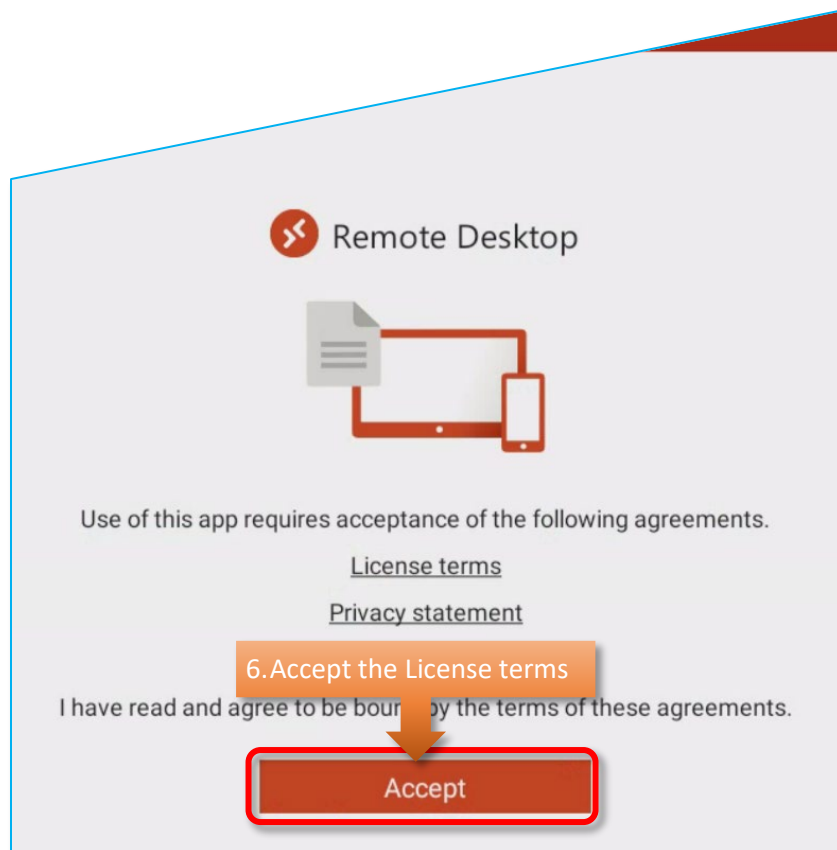 Remote Desktop
Use of this app requires acceptance of the following agreements.
License terms
Privacy statement
6.Accept the License terms
I have read and agree to be boun by the terms of these agreements.
Accept